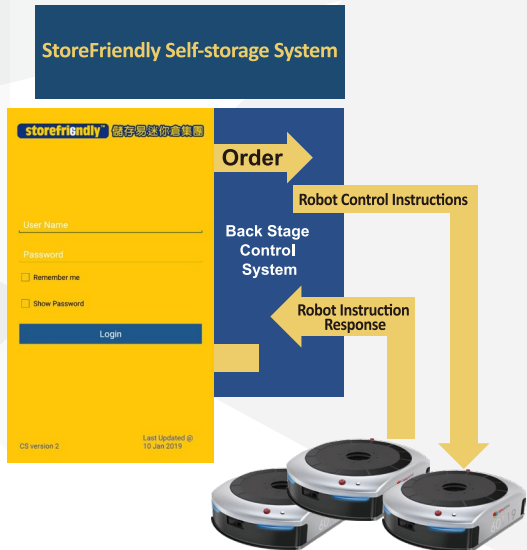 StoreFriendly Self-storage System
storefriendly 儲存易迷你倉集團
Order
Robot Control Instructions
User Name
Back Stage
Control
System
Password
Remember me
Show Password
Robot Instruction
Response
Login
CS version 2
Last Updated @
10 Jan 2019